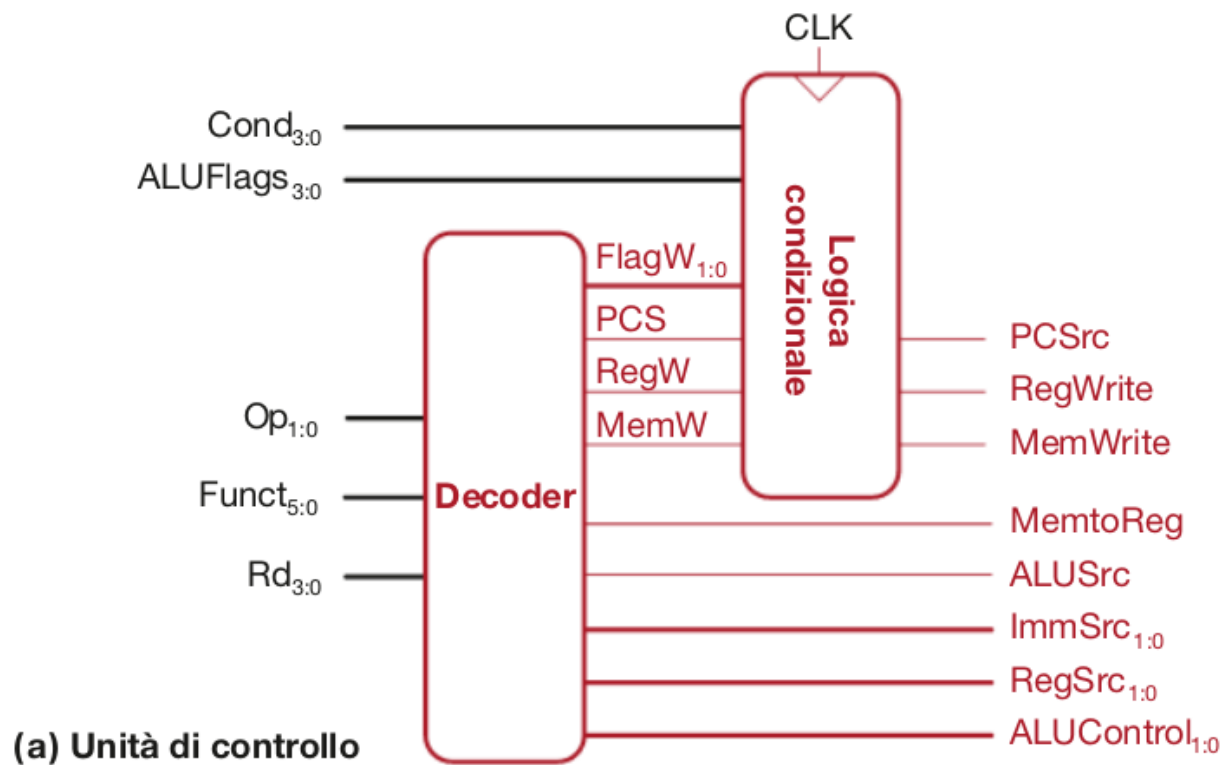 CLK
Cond3:0
ALUFlags3:0
Logica
condizionale
FlagW1:0
PCS
RegW
MemW
PCSrc
RegWrite
MemWrite
Op1:0
Funct5:0
Rd3:0
Decoder
MemtoReg
ALUSrc
ImmSrc1:0
RegSrc1:0
ALUControl1:0
(a) Unità di controllo